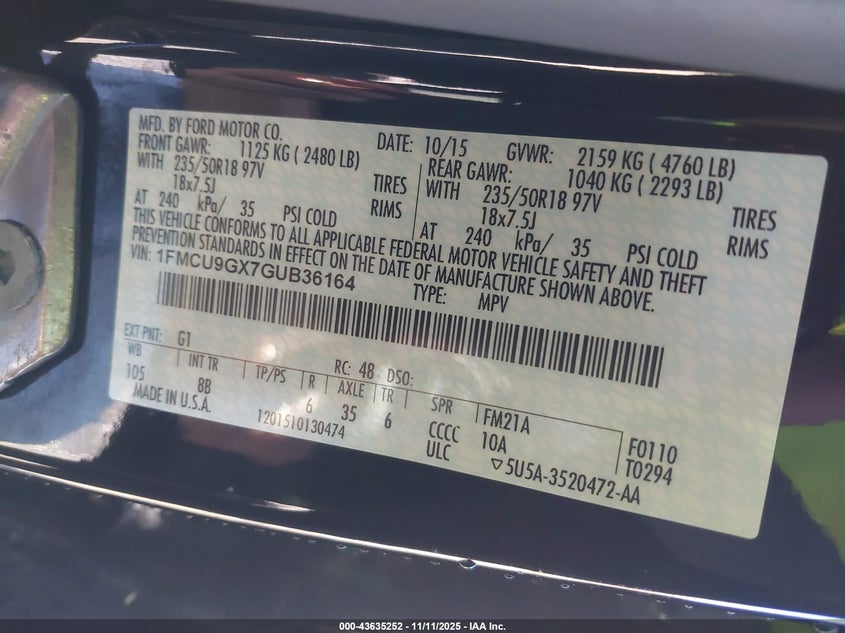 MFD. BY FORD MOTOR CO.
DATE: 10/15 GVWR: 2159 KG ( 4760 LB)
FRONT GAWR: 1125 KG ( 2480 LB)
WITH 235/50R18 97V TIRES
18x7.5J RIMS
AT 240 kPa/ 35 PSI COLD
REAR GAWR: 1040 KG ( 2293 LB)
WITH 235/50R18 97V TIRES
18x7.5J RIMS
AT 240 kPa/ 35 PSI COLD
THIS VEHICLE CONFORMS TO ALL APPLICABLE FEDERAL MOTOR VEHICLE SAFETY AND THEFT
PREVENTION STANDARDS IN EFFECT ON THE DATE OF MANUFACTURE SHOWN ABOVE.
VIN: 1FMCU9GX7GUB36164
TYPE: MPV
EXT PNT: G1 RC: 48 DSO:
WB INT TR TP/PS R AXLE TR SPR
105 8B 6 35 6 CCCC
MADE IN U.S.A. ULC
1201510130474
FM21A
10A
F0110
T0294
▽5U5A-3520472-AA
000-43635252 - 11/11/2025 - IAA Inc.